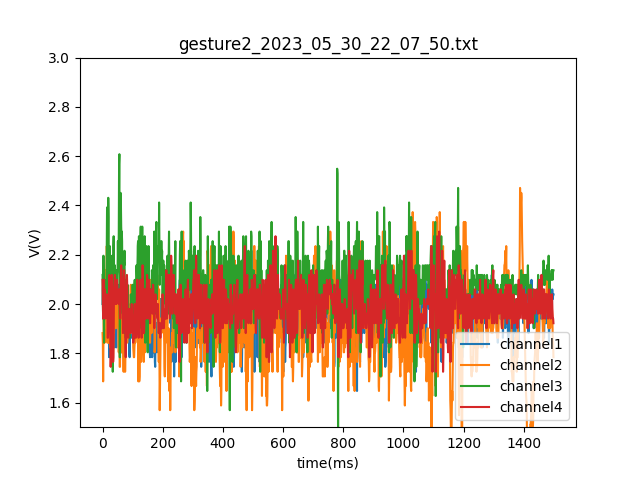 gesture2_2023_05_30_22_07_50.txt
3.0
2.8
2.6
2.4
2.2
2.0
1.8
1.6
V(V)
channel1
channel2
channel3
channel4
0 200 400 600 800 1000 1200 1400
time(ms)